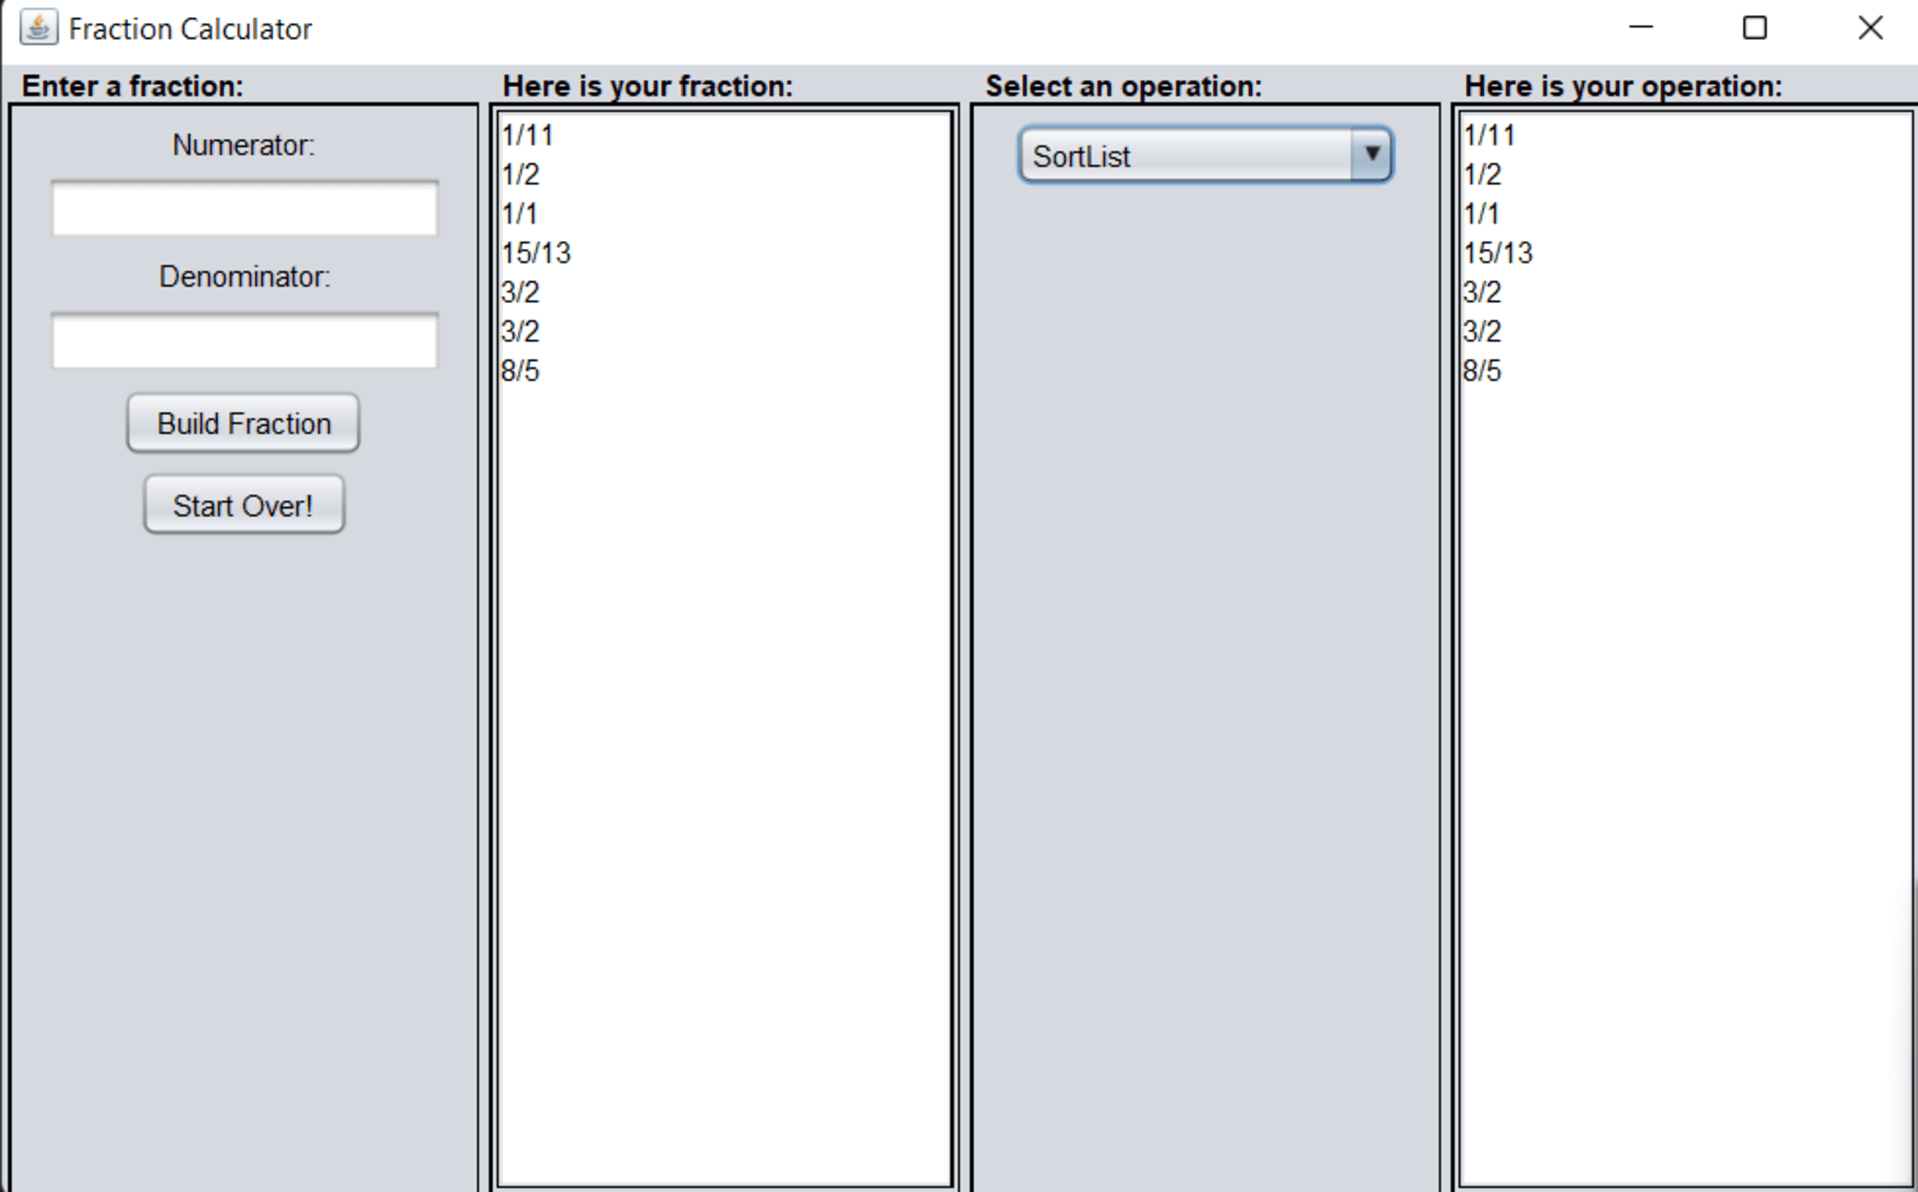 Fraction Calculator
Enter a fraction:
Numerator:
Denominator:
Build Fraction
Start Over!
Here is your fraction:
1/11
1/2
1/1
15/13
3/2
3/2
8/5
Select an operation:
SortList
Here is your operation:
1/11
1/2
1/1
15/13
3/2
3/2
8/5